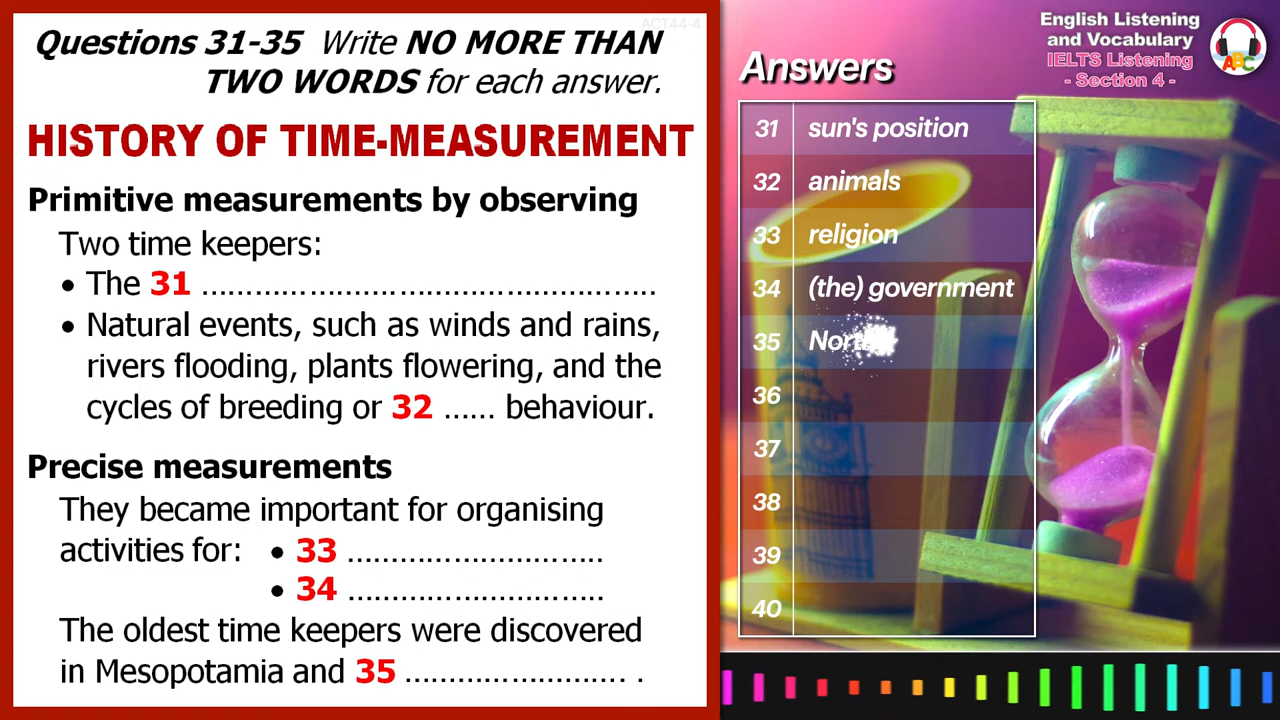 ACT44-4
Questions 31-35 Write NO MORE THAN
TWO WORDS for each answer.
HISTORY OF TIME-MEASUREMENT
Primitive measurements by observing
Two time keepers:
• The 31 ....................................................
• Natural events, such as winds and rains,
rivers flooding, plants flowering, and the
cycles of breeding or 32 ...... behaviour.
Precise measurements
They became important for organising
activities for: • 33 .............................
• 34 .............................
The oldest time keepers were discovered
in Mesopotamia and 35 ......................... .
English Listening
and Vocabulary
IELTS Listening
- Section 4 -
ABC
Answers
31 sun's position
32 animals
33 religion
34 (the) government
35
36
37
38
39
40